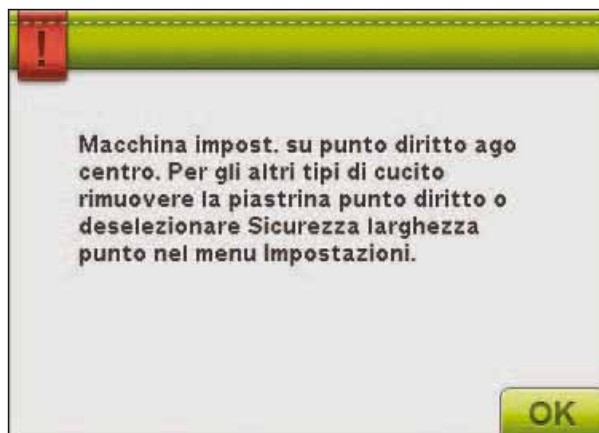 !
Macchina impost. su punto diritto ago
centro. Per gli altri tipi di cucito
rimuovere la piastrina punto diritto o
deselezionare Sicurezza larghezza
punto nel menu Impostazioni.
OK